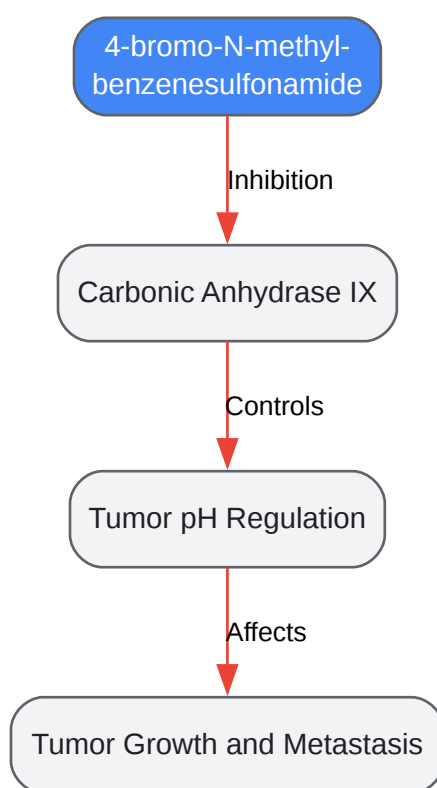 4-bromo-N-methyl-
benzenesulfonamide
Inhibition
Carbonic Anhydrase IX
Controls
Tumor pH Regulation
Affects
Tumor Growth and Metastasis